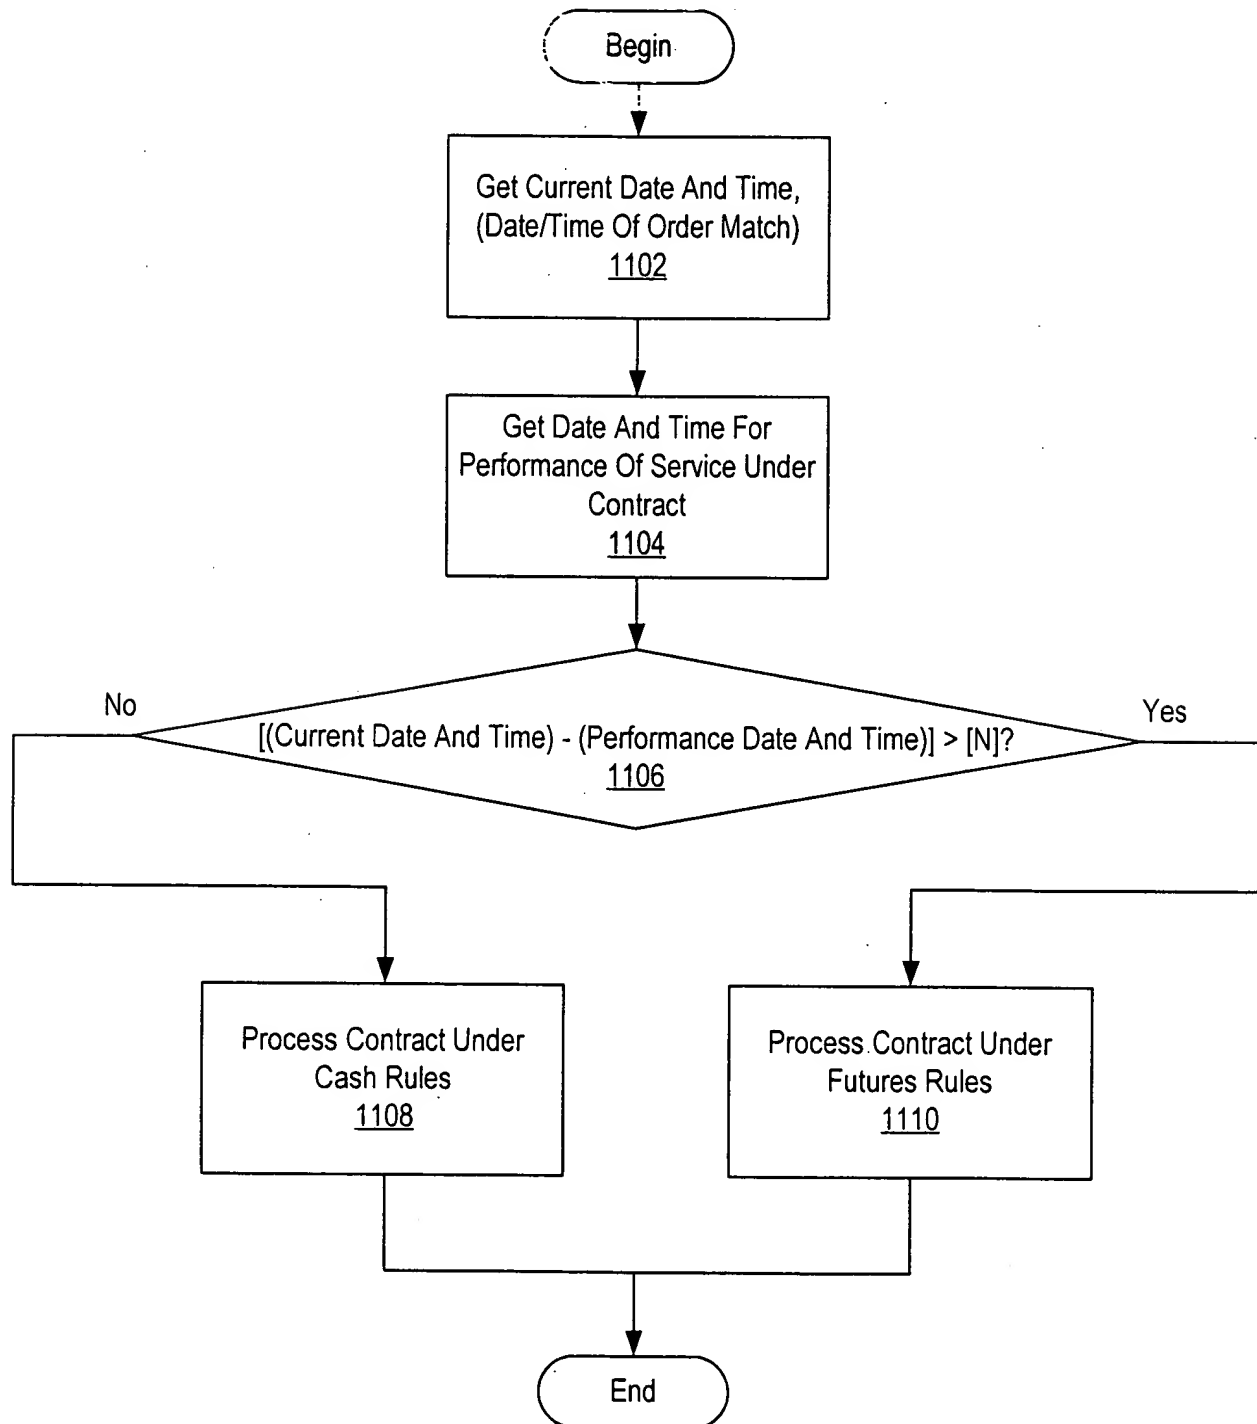 Begin
Get Current Date And Time,
(Date/Time Of Order Match)
1102
Get Date And Time For
Performance Of Service Under
Contract
1104
No
Yes
[(Current Date And Time) - (Performance Date And Time)] > [N]?
1106
Process Contract Under
Cash Rules
1108
Process Contract Under
Futures Rules
1110
End